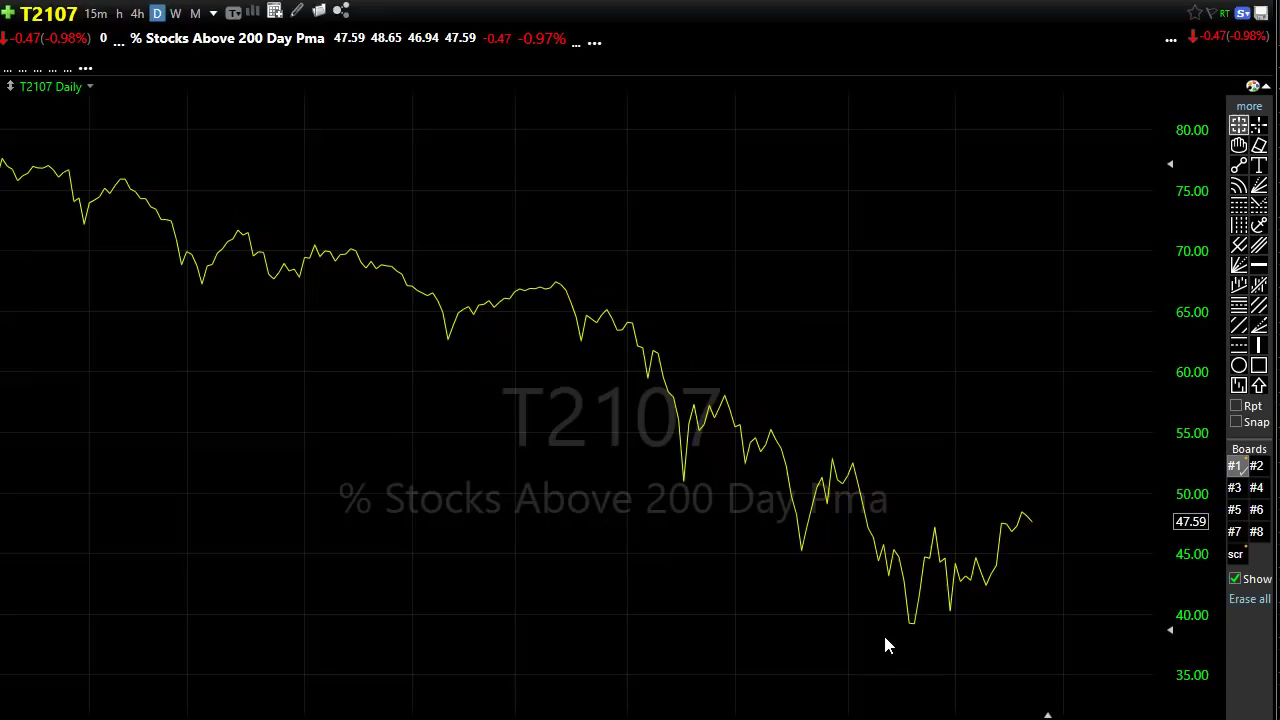 T2107 15m h 4h D W M T RT S
-0.47(-0.98%) 0 ... % Stocks Above 200 Day Pma 47.59 48.65 46.94 47.59 -0.47 -0.97% ... ... ... -0.47(-0.98%)
... ... ... ... ... ...
T2107 Daily
more
80.00
75.00
70.00
65.00
60.00
T2107
% Stocks Above 200 Day Pma
55.00
50.00
47.59
45.00
40.00
35.00
T
Rpt
Snap
Boards
#1 #2
#3 #4
#5 #6
#7 #8
scr
Show
Erase all